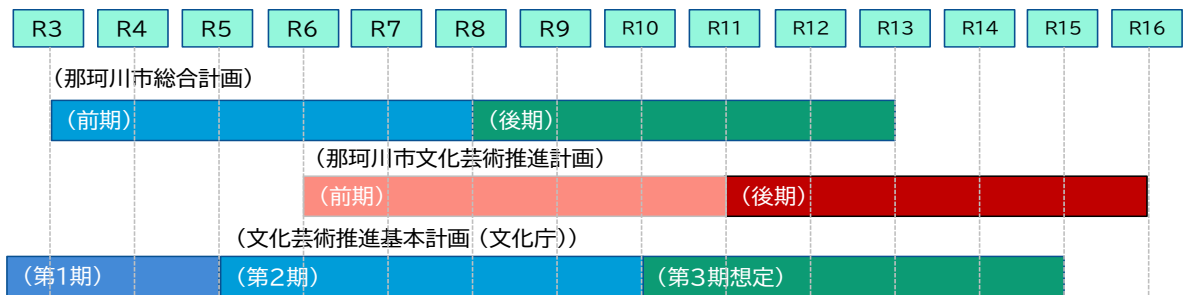 R3 R4 R5 R6 R7 R8 R9 R10 R11 R12 R13 R14 R15 R16
（那珂川市総合計画）
（前期） （後期）
（那珂川市文化芸術推進計画）
（前期） （後期）
（文化芸術推進基本計画（文化庁））
（第1期） （第2期） （第3期想定）